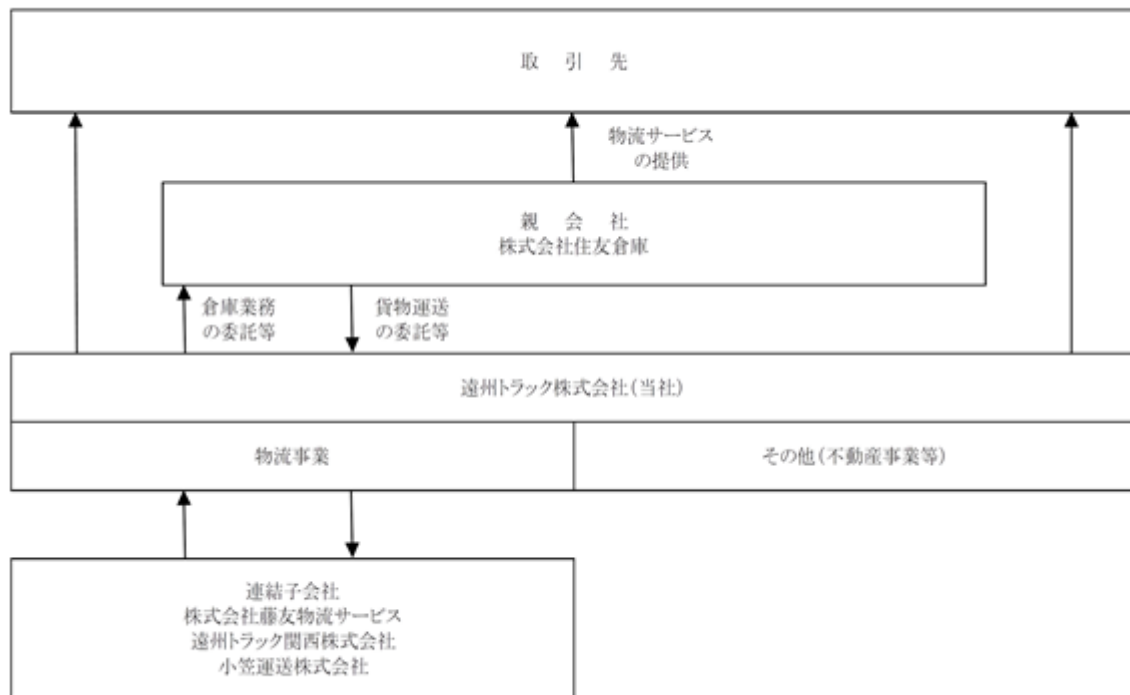 取 引 先
物流サービス
の提供
親 会 社
株式会社住友倉庫
倉庫業務
の委託等
貨物運送
の委託等
遠州トラック株式会社(当社)
物流事業
その他(不動産事業等)
連結子会社
株式会社藤友物流サービス
遠州トラック関西株式会社
小笠運送株式会社